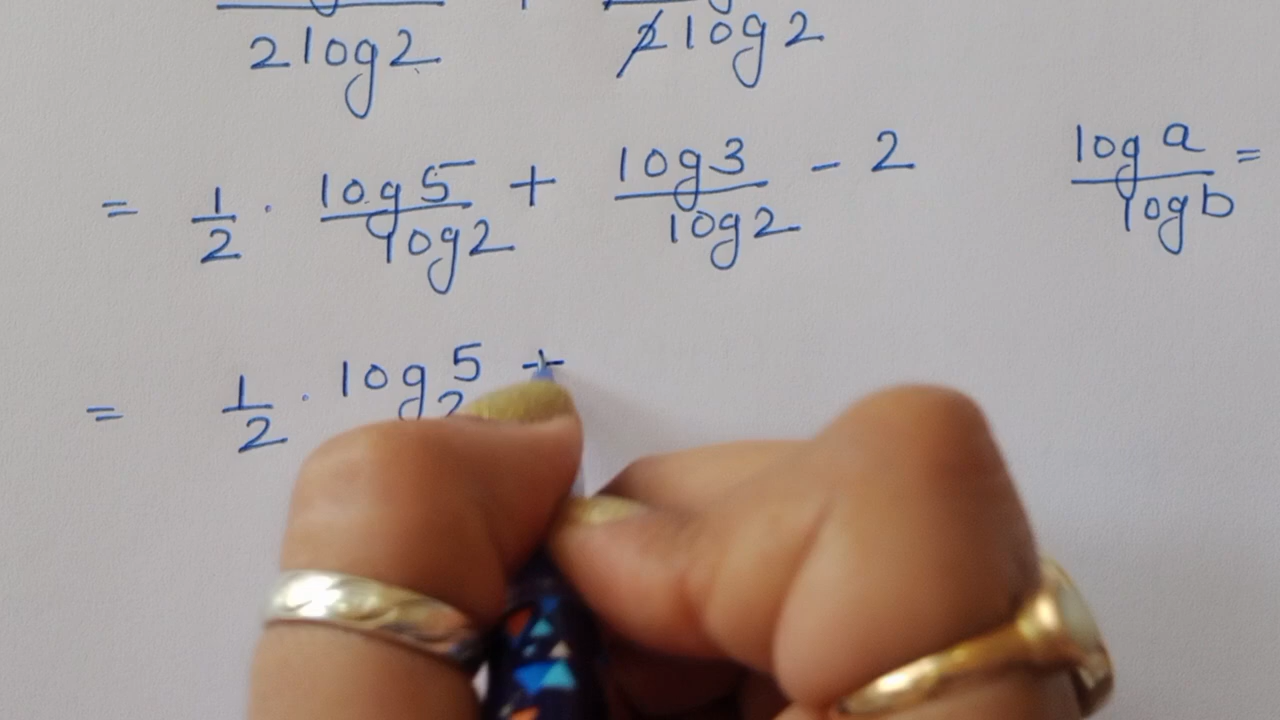 2log2 2log2
= 1/2 · log5/log2 + log3/log2 - 2 loga/logb =
= 1/2 · log₂5 +